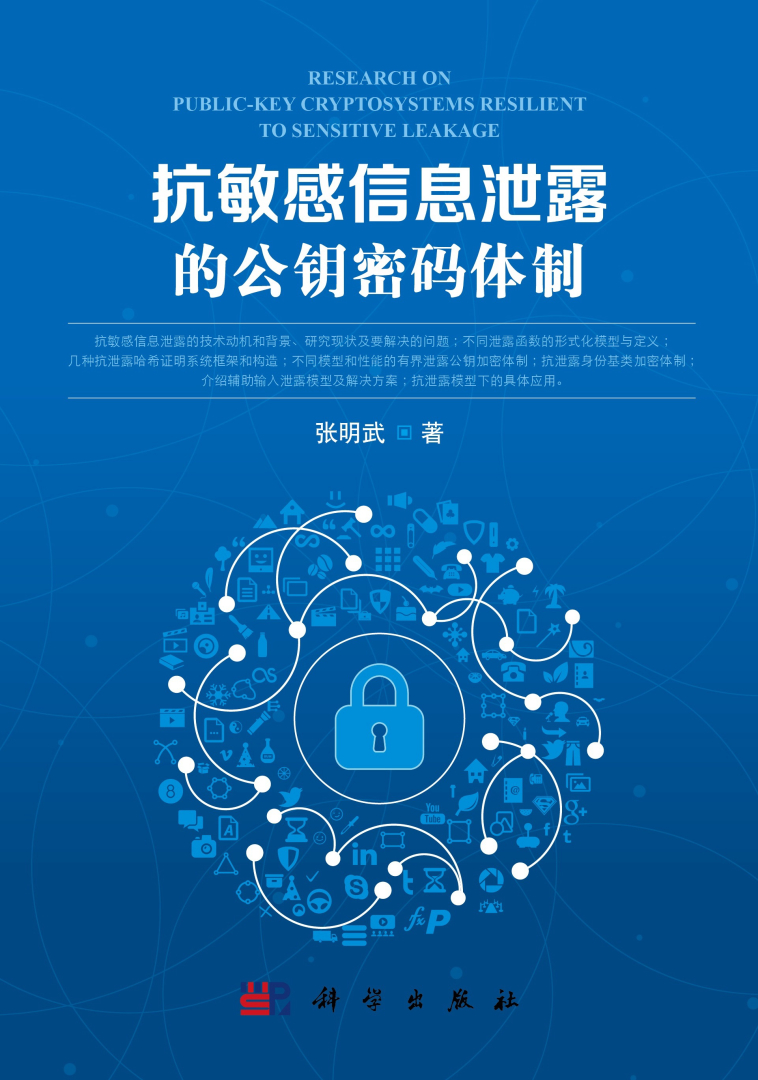 RESEARCH ON
PUBLIC-KEY CRYPTOSYSTEMS RESILIENT
TO SENSITIVE LEAKAGE
抗敏感信息泄露
的公钥密码体制
抗敏感信息泄露的技术动机和背景、研究现状及要解决的问题；不同泄露函数的形式化模型与定义；
几种抗泄露哈希证明系统框架和构造；不同模型和性能的有界泄露公钥加密体制；抗泄露身份基类加密体制；
介绍辅助输入泄露模型及解决方案；抗泄露模型下的具体应用。
张明武 著
as
8
You
Tube
g+
A
in
f
t
S
t
fx P
科学出版社